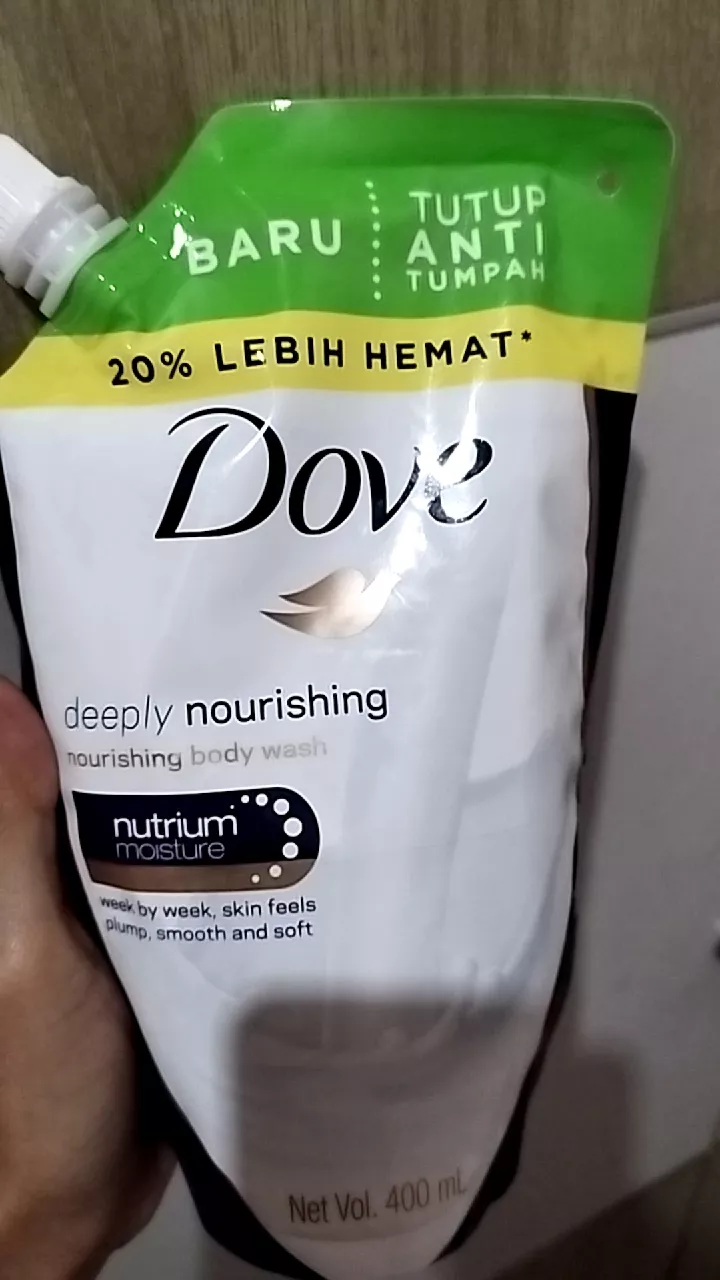 BARU
TUTUP
ANTI
TUMPAH
20% LEBIH HEMAT*
Dove
deeply nourishing
nourishing body wash
nutrium
moisture
week by week, skin feels
plump, smooth and soft
Net Vol. 400 mL